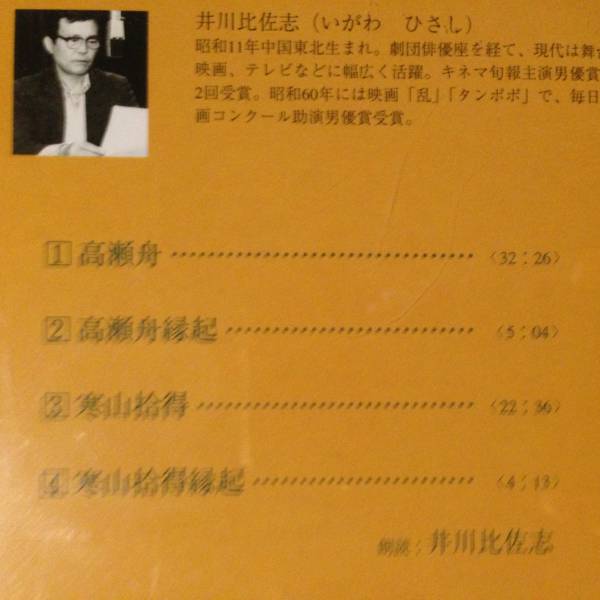 井川比佐志（いがわ　ひさし）
昭和11年中国東北生まれ。劇団俳優座を経て、現代は舞台
映画、テレビなどに幅広く活躍。キネマ旬報主演男優賞
2回受賞。昭和60年には映画「乱」「タンポポ」で、毎日
画コンクール助演男優賞受賞。
1 高瀬舟 ‥‥‥‥‥‥‥‥‥‥‥‥‥‥‥‥ 〈32：26〉
2 高瀬舟縁起 ‥‥‥‥‥‥‥‥‥‥‥‥‥ 〈5：04〉
3 寒山拾得 ‥‥‥‥‥‥‥‥‥‥‥‥‥‥‥ 〈22：36〉
4 寒山拾得縁起 ‥‥‥‥‥‥‥‥‥‥‥‥ 〈4：13〉
朗読：井川比佐志